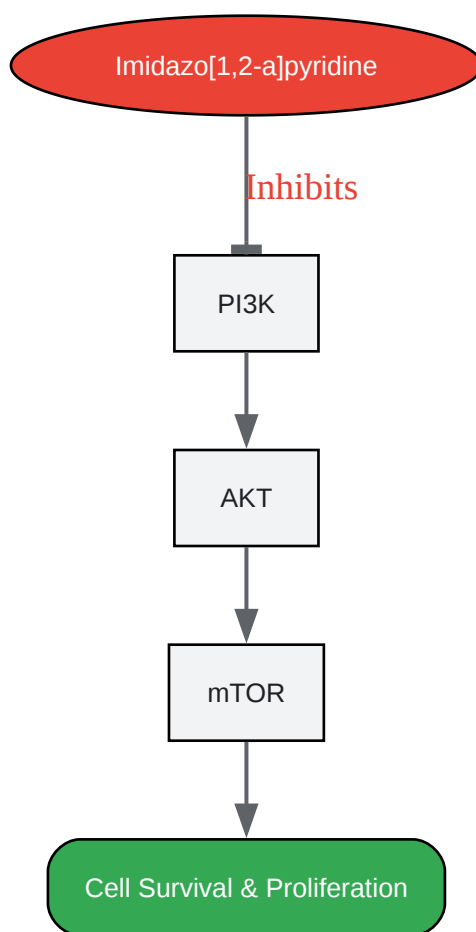 Imidazo[1,2-a]pyridine
Inhibits
PI3K
AKT
mTOR
Cell Survival & Proliferation